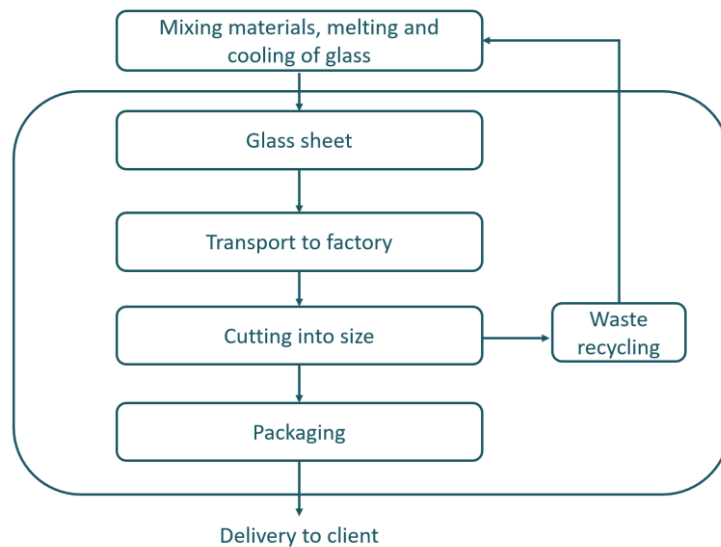 Mixing materials, melting and
cooling of glass
Glass sheet
Transport to factory
Cutting into size
Waste
recycling
Packaging
Delivery to client